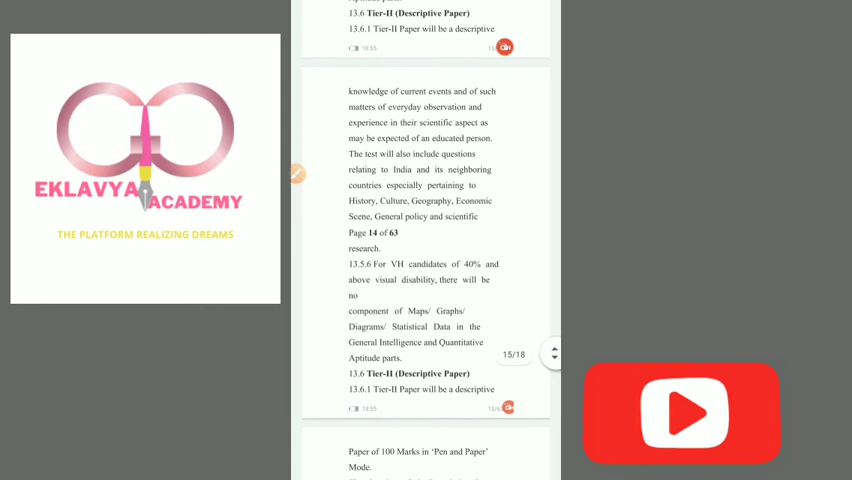 EKLAVYA
ACADEMY
THE PLATFORM REALIZING DREAMS
13.6 Tier-II (Descriptive Paper)
13.6.1 Tier-II Paper will be a descriptive
18:55
knowledge of current events and of such
matters of everyday observation and
experience in their scientific aspect as
may be expected of an educated person.
The test will also include questions
relating to India and its neighboring
countries especially pertaining to
History, Culture, Geography, Economic
Scene, General policy and scientific
Page 14 of 63
research.
13.5.6 For VH candidates of 40% and
above visual disability, there will be
no
component of Maps/ Graphs/
Diagrams/ Statistical Data in the
General Intelligence and Quantitative
Aptitude parts.
15/18
13.6 Tier-II (Descriptive Paper)
13.6.1 Tier-II Paper will be a descriptive
18:55
Paper of 100 Marks in ‘Pen and Paper’
Mode.